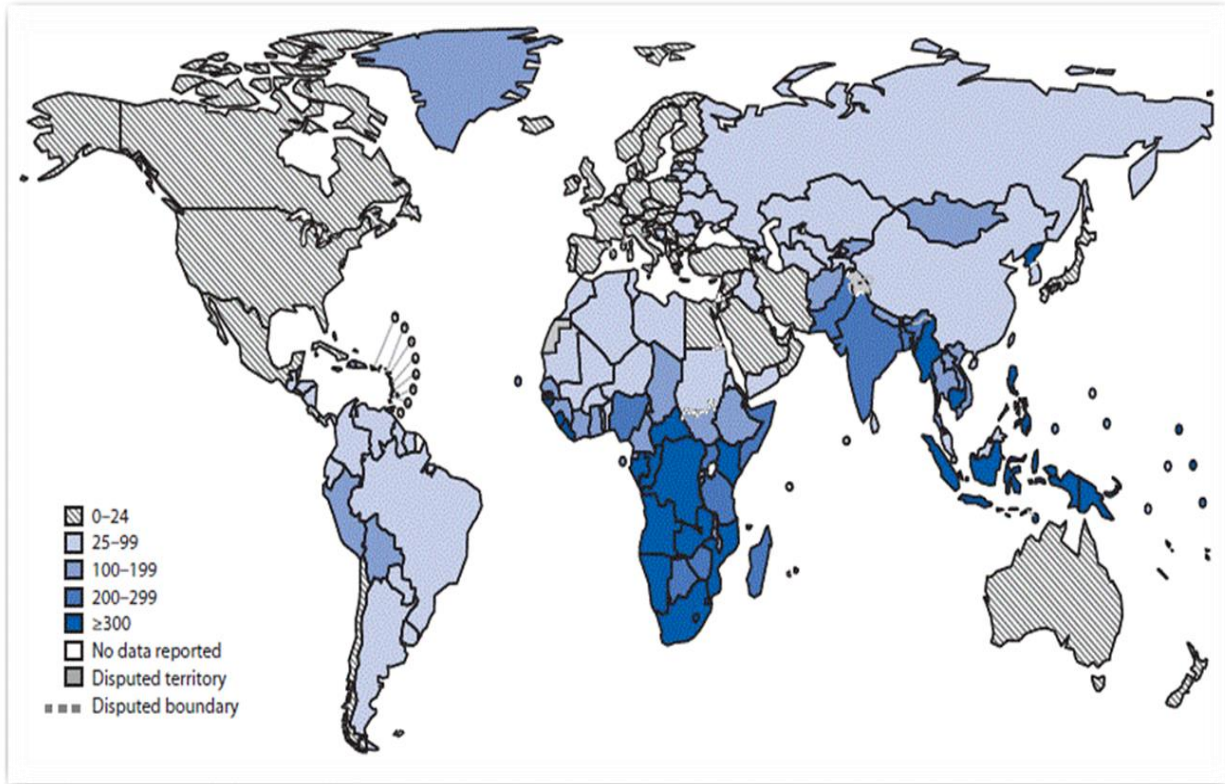 0–24
25–99
100–199
200–299
≥300
No data reported
Disputed territory
Disputed boundary